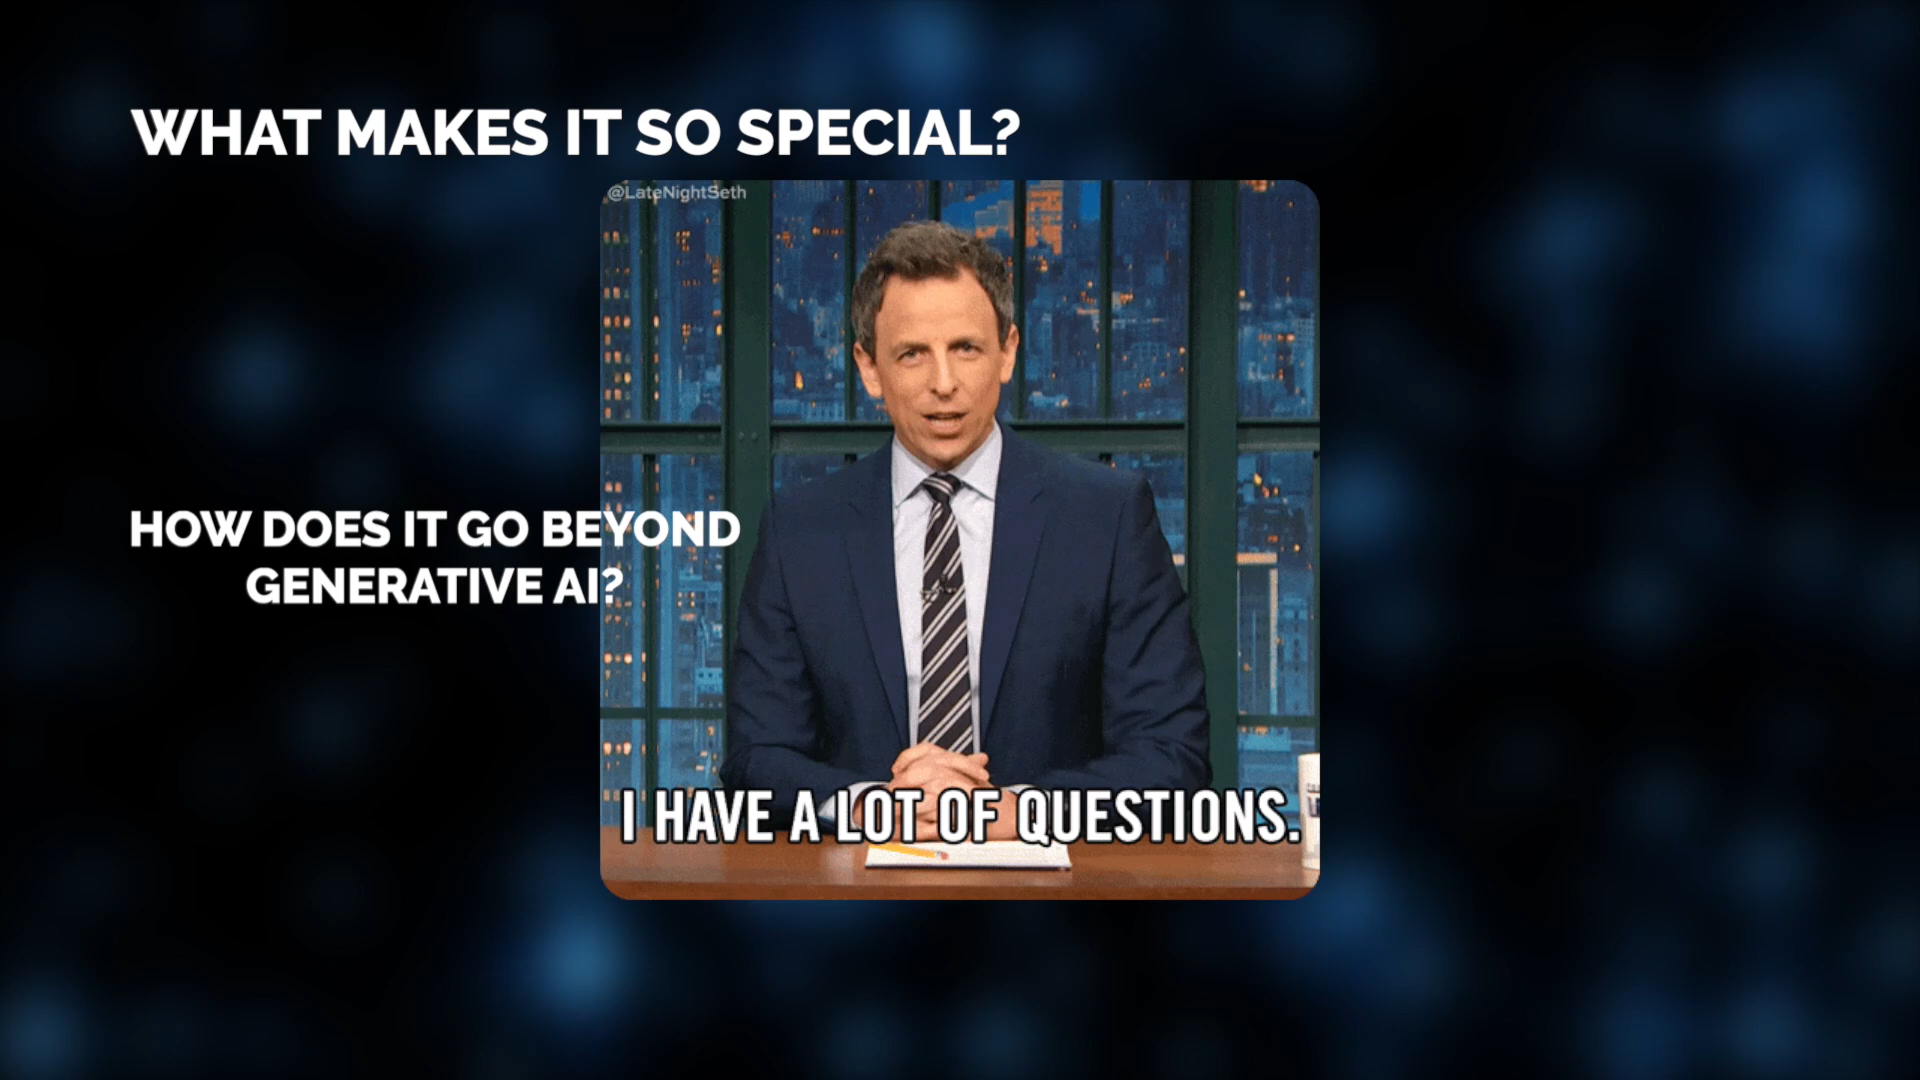 WHAT MAKES IT SO SPECIAL?
@LateNightSeth
HOW DOES IT GO BEYOND
GENERATIVE AI?
I HAVE A LOT OF QUESTIONS.